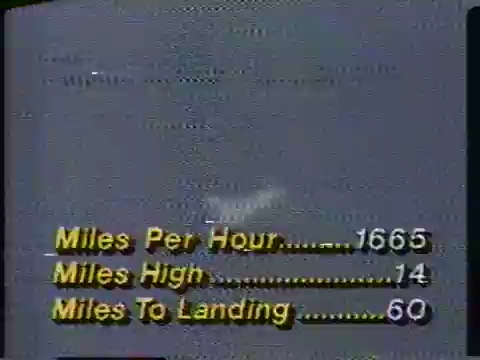 Miles Per Hour.........1665
Miles High......................14
Miles To Landing...........60